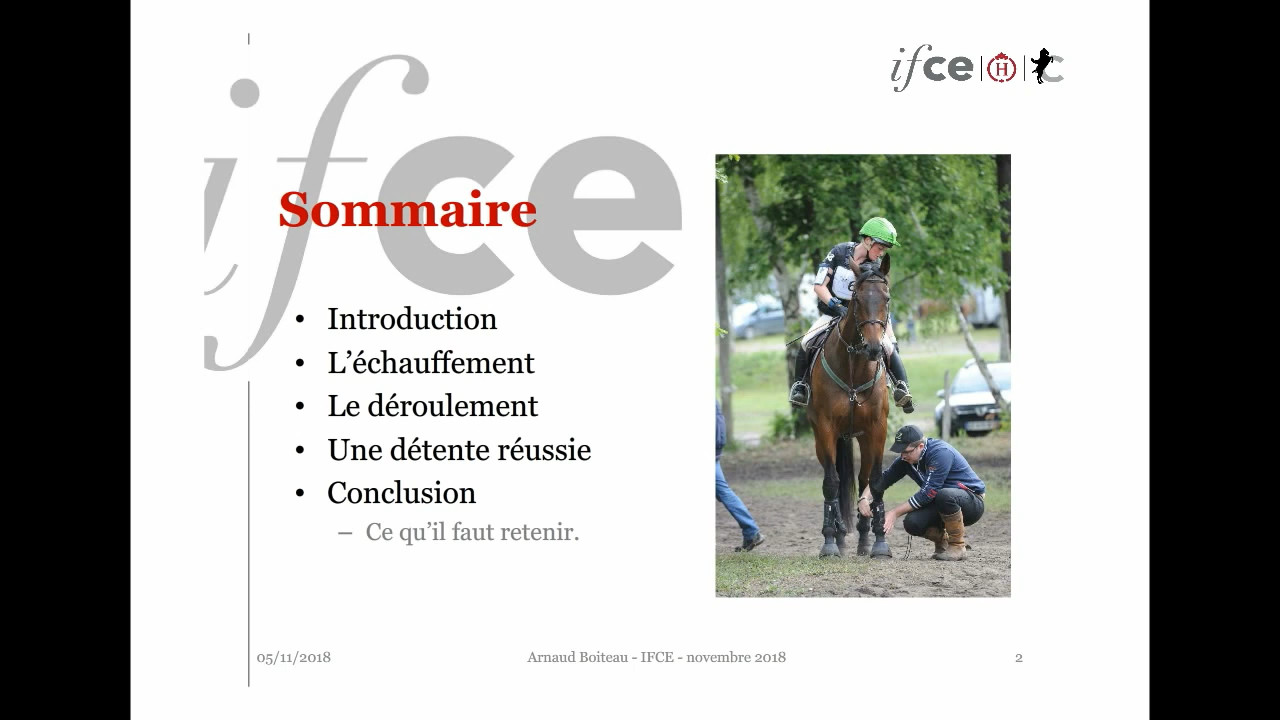 ifce | H | C
ifce
Sommaire
• Introduction
• L'échauffement
• Le déroulement
• Une détente réussie
• Conclusion
– Ce qu'il faut retenir.
05/11/2018
Arnaud Boiteau - IFCE - novembre 2018
2